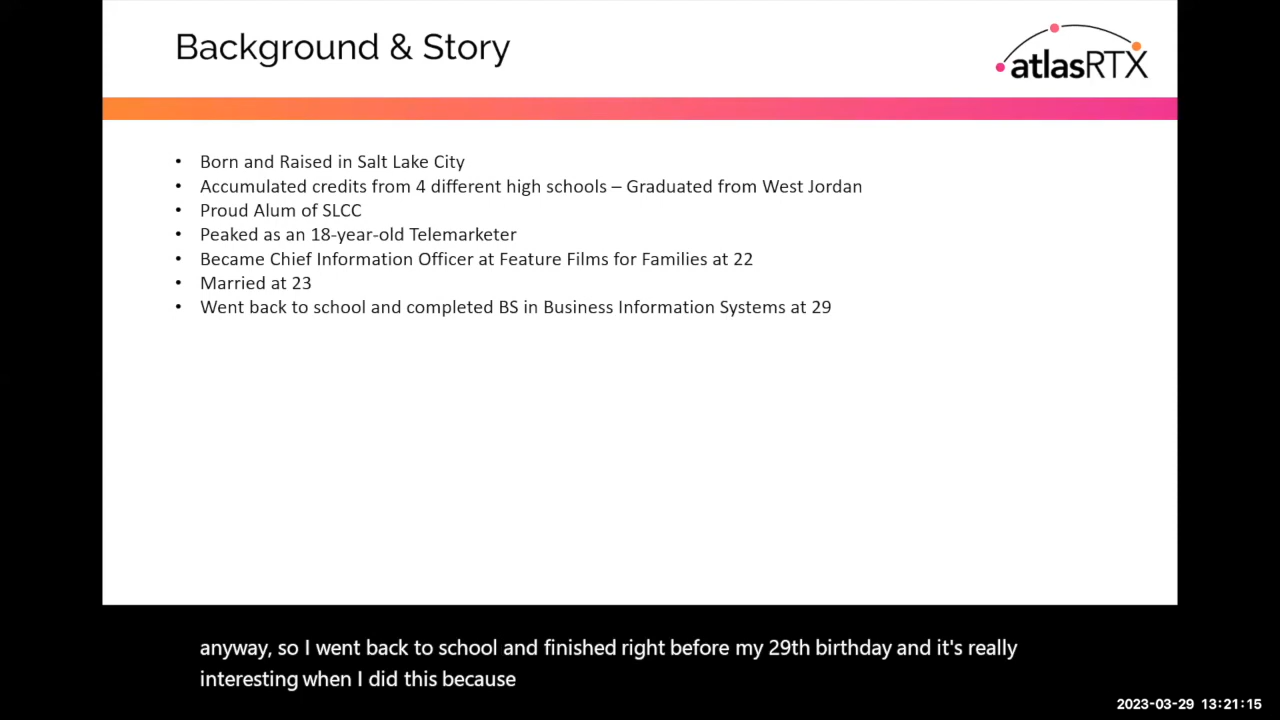 Background & Story
atlasRTX
• Born and Raised in Salt Lake City
• Accumulated credits from 4 different high schools – Graduated from West Jordan
• Proud Alum of SLCC
• Peaked as an 18-year-old Telemarketer
• Became Chief Information Officer at Feature Films for Families at 22
• Married at 23
• Went back to school and completed BS in Business Information Systems at 29
anyway, so I went back to school and finished right before my 29th birthday and it's really
interesting when I did this because
2023-03-29 13:21:15